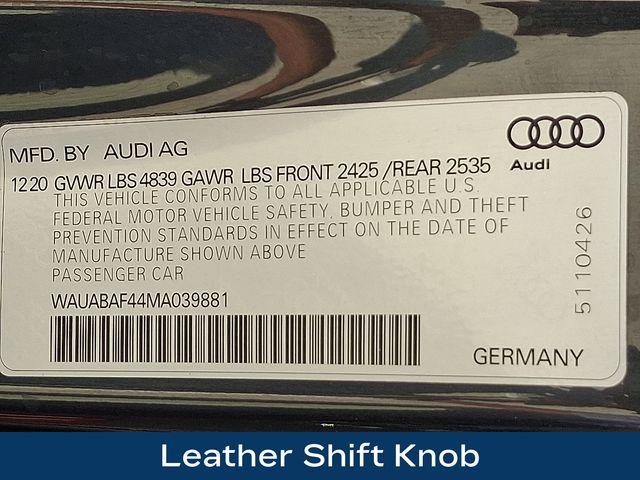 MFD. BY AUDI AG
Audi
1220 GVWR LBS 4839 GAWR LBS FRONT 2425 /REAR 2535
THIS VEHICLE CONFORMS TO ALL APPLICABLE U.S.
FEDERAL MOTOR VEHICLE SAFETY, BUMPER AND THEFT
PREVENTION STANDARDS IN EFFECT ON THE DATE OF
MANUFACTURE SHOWN ABOVE
PASSENGER CAR
5110426
WAUABAF44MA039881
GERMANY
Leather Shift Knob